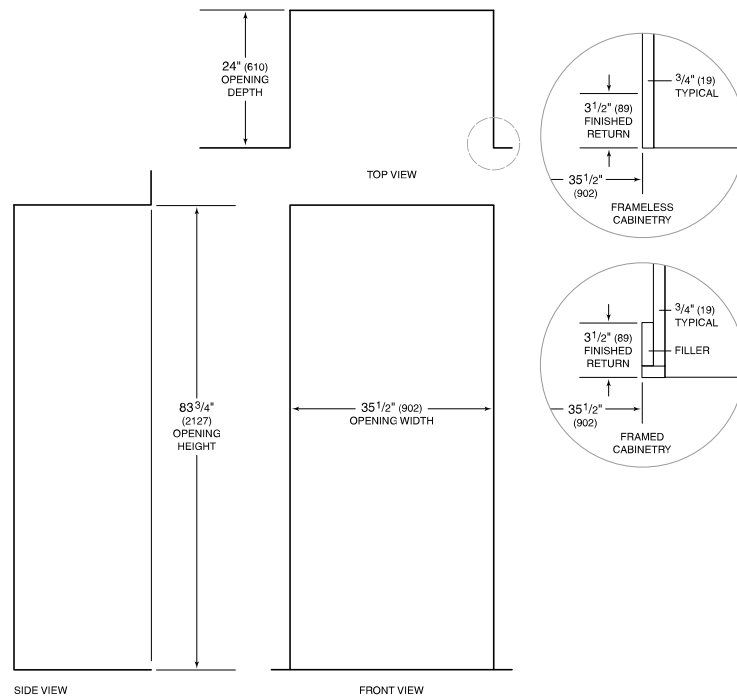 24" (610)
OPENING
DEPTH
TOP VIEW
3/4" (19)
TYPICAL
3 1/2" (89)
FINISHED
RETURN
35 1/2"
(902)
FRAMELESS
CABINETRY
3/4" (19)
TYPICAL
3 1/2" (89)
FINISHED
RETURN
FILLER
35 1/2"
(902)
FRAMED
CABINETRY
83 3/4"
(2127)
OPENING
HEIGHT
35 1/2" (902)
OPENING WIDTH
SIDE VIEW
FRONT VIEW